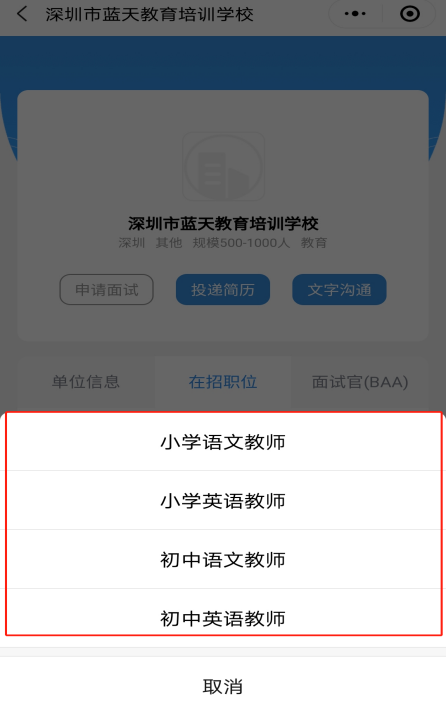 深圳市蓝天教育培训学校
深圳市蓝天教育培训学校
深圳 其他 规模500-1000人 教育
申请面试 投递简历 文字沟通
单位信息 在招职位 面试官(BAA)
小学语文教师
小学英语教师
初中语文教师
初中英语教师
取消